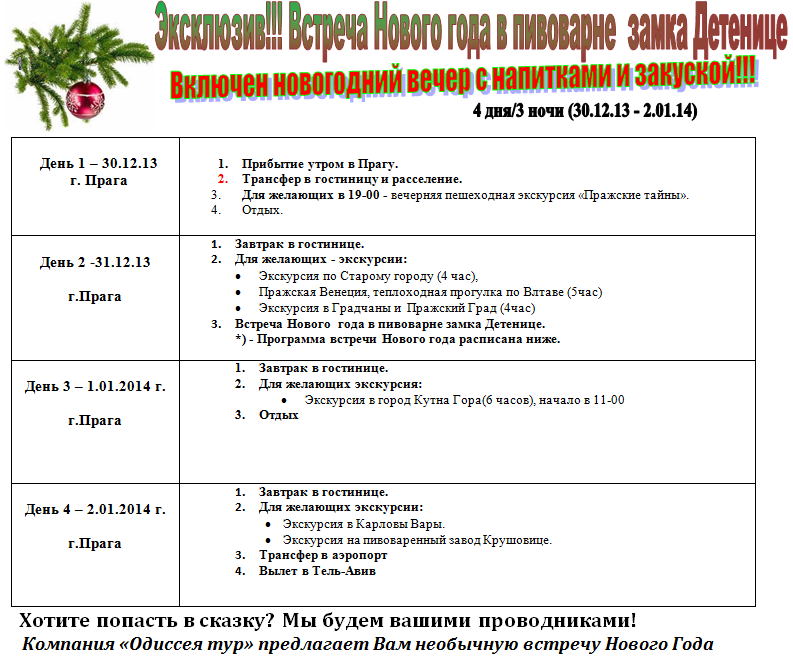 Эксклюзив!!! Встреча Нового года в пивоварне замка Детенице
Включен новогодний вечер с напитками и закуской!!!
4 дня/3 ночи (30.12.13 - 2.01.14)
День 1 – 30.12.13
г. Прага
1. Прибытие утром в Прагу.
2. Трансфер в гостиницу и расселение.
3. Для желающих в 19-00 - вечерняя пешеходная экскурсия «Пражские тайны».
4. Отдых.
День 2 -31.12.13
г.Прага
1. Завтрак в гостинице.
2. Для желающих - экскурсии:
• Экскурсия по Старому городу (4 час),
• Пражская Венеция, теплоходная прогулка по Влтаве (5час)
• Экскурсия в Градчаны и Пражский Град (4час)
3. Встреча Нового года в пивоварне замка Детенице.
*) - Программа встречи Нового года расписана ниже.
День 3 – 1.01.2014 г.
г.Прага
1. Завтрак в гостинице.
2. Для желающих экскурсия:
• Экскурсия в город Кутна Гора(6 часов), начало в 11-00
3. Отдых
День 4 – 2.01.2014 г.
г.Прага
1. Завтрак в гостинице.
2. Для желающих экскурсии:
• Экскурсия в Карловы Вары.
• Экскурсия на пивоваренный завод Крушовице.
3. Трансфер в аэропорт
4. Вылет в Тель-Авив
Хотите попасть в сказку? Мы будем вашими проводниками!
Компания «Одиссея тур» предлагает Вам необычную встречу Нового Года